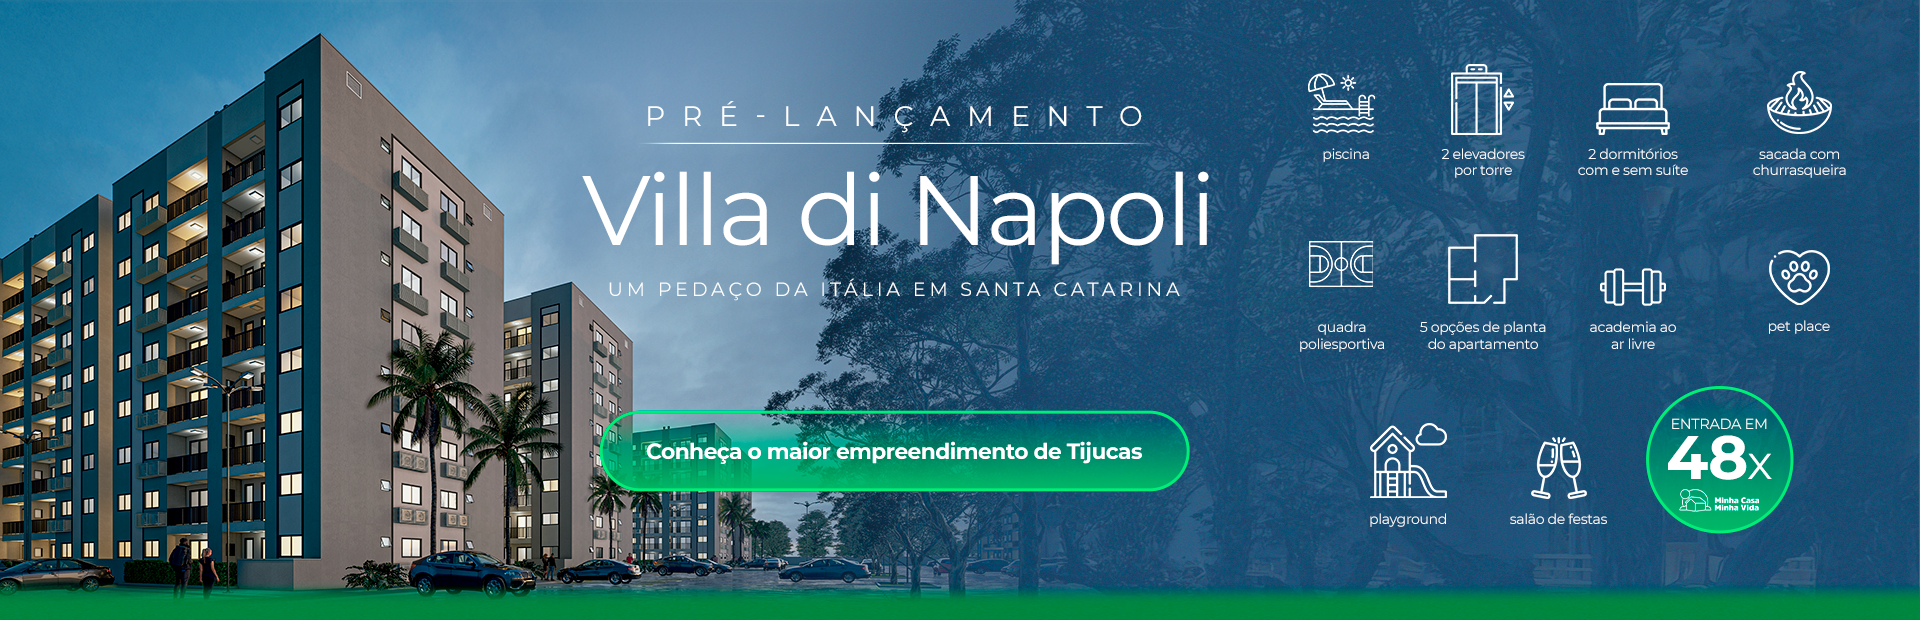 PRÉ-LANÇAMENTO
Villa di Napoli
UM PEDAÇO DA ITÁLIA EM SANTA CATARINA
Conheça o maior empreendimento de Tijucas
piscina
2 elevadores
por torre
2 dormitórios
com e sem suíte
sacada com
churrasqueira
quadra
poliesportiva
5 opções de planta
do apartamento
academia ao
ar livre
pet place
playground
salão de festas
ENTRADA EM
48x
Minha Casa
Minha Vida